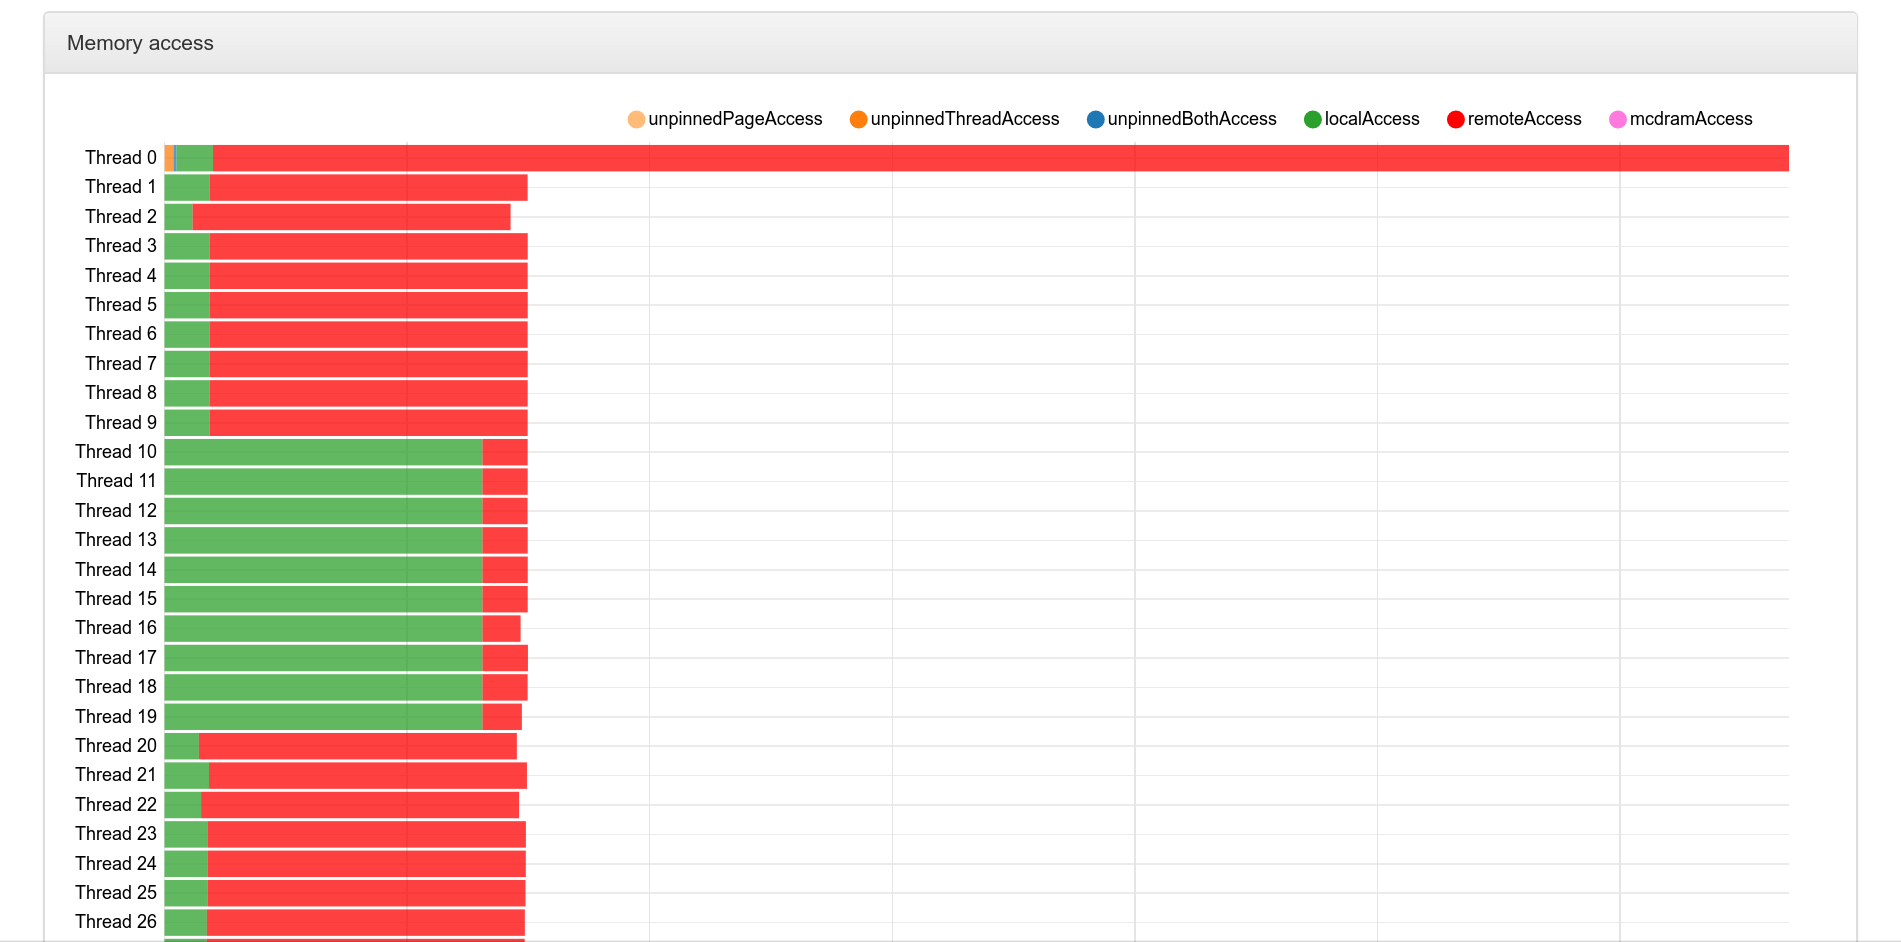 Memory access
unpinnedPageAccess unpinnedThreadAccess unpinnedBothAccess localAccess remoteAccess mcdramAccess
Thread 0
Thread 1
Thread 2
Thread 3
Thread 4
Thread 5
Thread 6
Thread 7
Thread 8
Thread 9
Thread 10
Thread 11
Thread 12
Thread 13
Thread 14
Thread 15
Thread 16
Thread 17
Thread 18
Thread 19
Thread 20
Thread 21
Thread 22
Thread 23
Thread 24
Thread 25
Thread 26